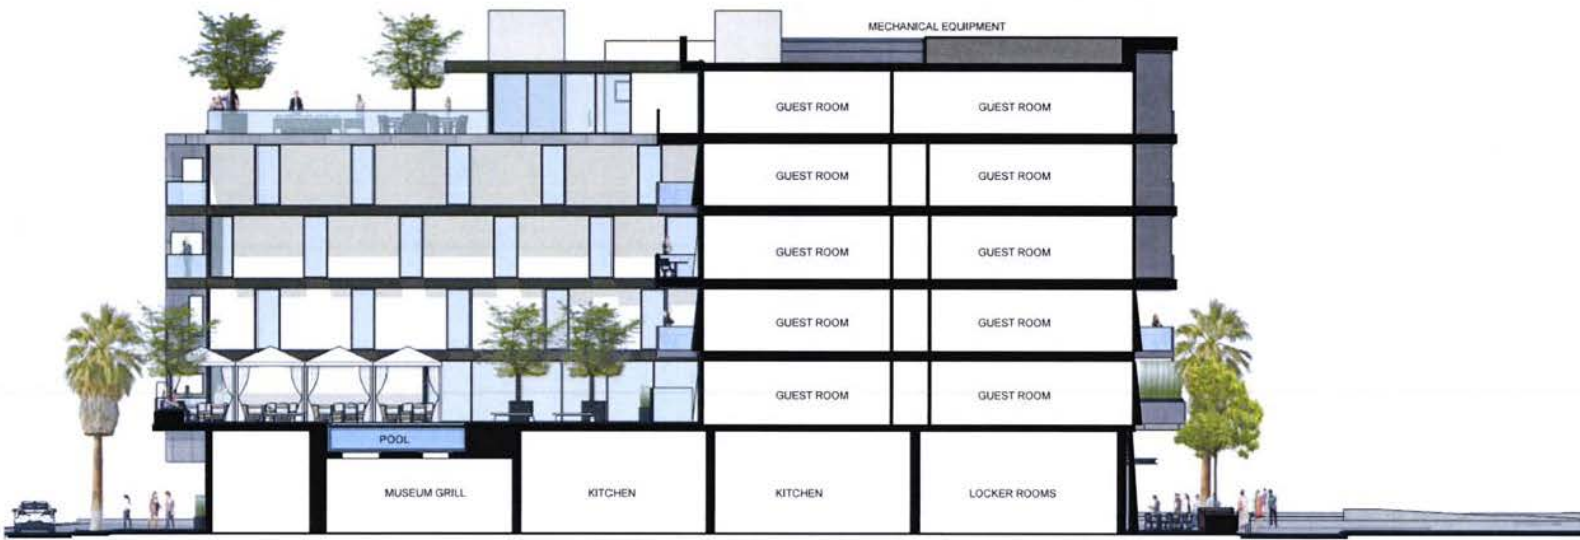 MECHANICAL EQUIPMENT
GUEST ROOM GUEST ROOM
GUEST ROOM GUEST ROOM
GUEST ROOM GUEST ROOM
GUEST ROOM GUEST ROOM
GUEST ROOM GUEST ROOM
POOL
MUSEUM GRILL KITCHEN KITCHEN LOCKER ROOMS